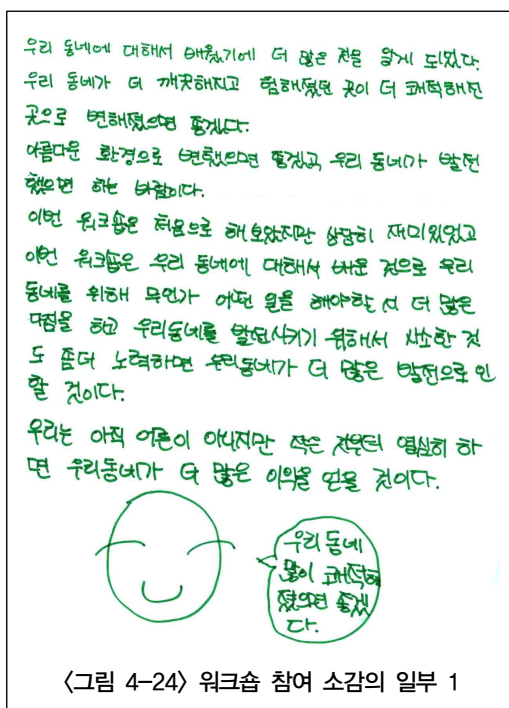 우리 동네에 대해서 배웠기에 더 많은 것을 알게 되었다.
우리 동네가 더 깨끗해지고 험해졌던 곳이 더 쾌적해진
곳으로 변해졌으면 좋겠다.
아름다운 환경으로 변했으면 좋겠고, 우리 동네가 발전
했으면 하는 바람이다.
이번 워크숍은 처음으로 해보았지만 상당히 재미있었고
이번 워크숍은 우리 동네에 대해서 배운 것으로 우리
동네를 위해 무언가 어떤 일을 해야할 지 더 많은
다짐을 하고 우리동네를 발전시키기 위해서 사소한 것
도 좀더 노력하면 우리동네가 더 많은 발전으로 인
할 것이다.
우리는 아직 어른이 아니지만 작은 것부터 열심히 하
면 우리동네가 더 많은 이익을 얻을 것이다.
우리동네
많이 쾌적해
졌으면 좋겠
다.
〈그림 4-24〉 워크숍 참여 소감의 일부 1